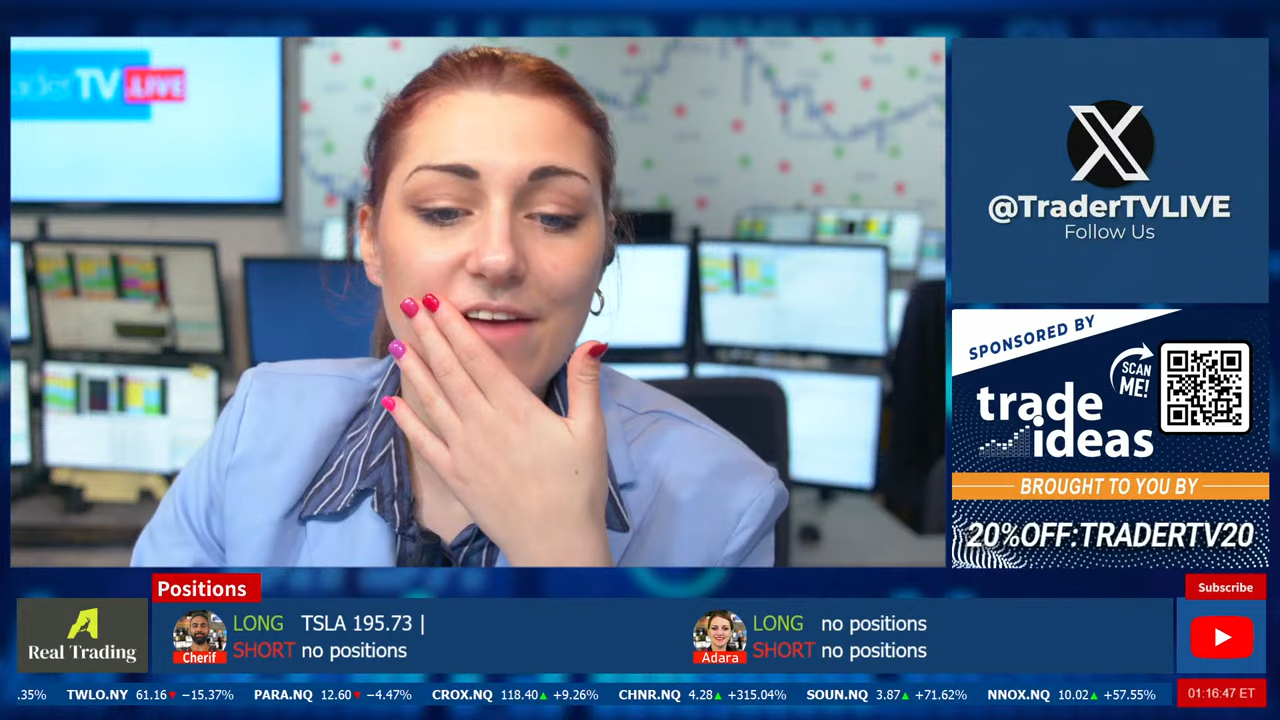 aderTV LIVE
@TraderTVLIVE
Follow Us
SPONSORED BY
SCAN
ME!
trade
ideas
BROUGHT TO YOU BY
20%OFF:TRADERTV20
Positions
Subscribe
Real Trading
Cherif
LONG TSLA 195.73 |
SHORT no positions
Adara
LONG no positions
SHORT no positions
.35% TWLO.NY 61.16▼ −15.37% PARA.NQ 12.60▼ −4.47% CROX.NQ 118.40▲ +9.26% CHNR.NQ 4.28▲ +315.04% SOUN.NQ 3.87▲ +71.62% NNOX.NQ 10.02▲ +57.55%
01:16:47 ET